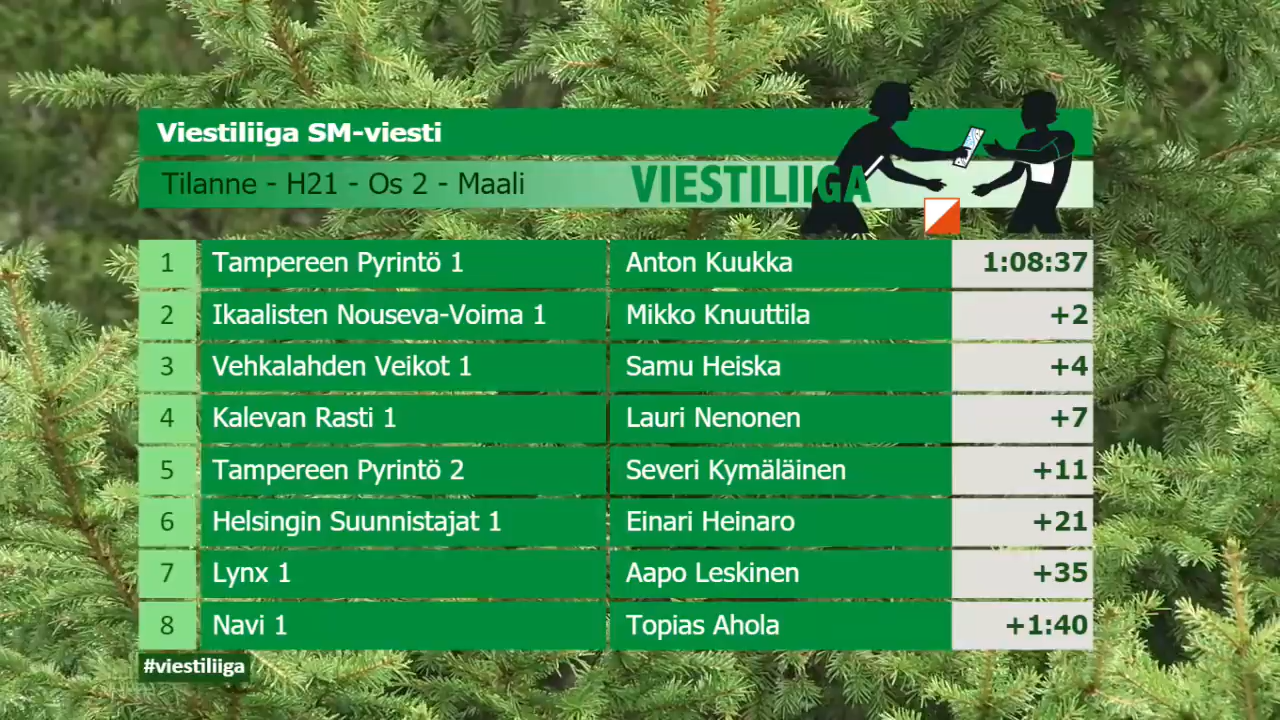 Viestiliiga SM-viesti
Tilanne - H21 - Os 2 - Maali
VIESTILIIGA
1 Tampereen Pyrintö 1 Anton Kuukka 1:08:37
2 Ikaalisten Nouseva-Voima 1 Mikko Knuuttila +2
3 Vehkalahden Veikot 1 Samu Heiska +4
4 Kalevan Rasti 1 Lauri Nenonen +7
5 Tampereen Pyrintö 2 Severi Kymäläinen +11
6 Helsingin Suunnistajat 1 Einari Heinaro +21
7 Lynx 1 Aapo Leskinen +35
8 Navi 1 Topias Ahola +1:40
#viestiliiga